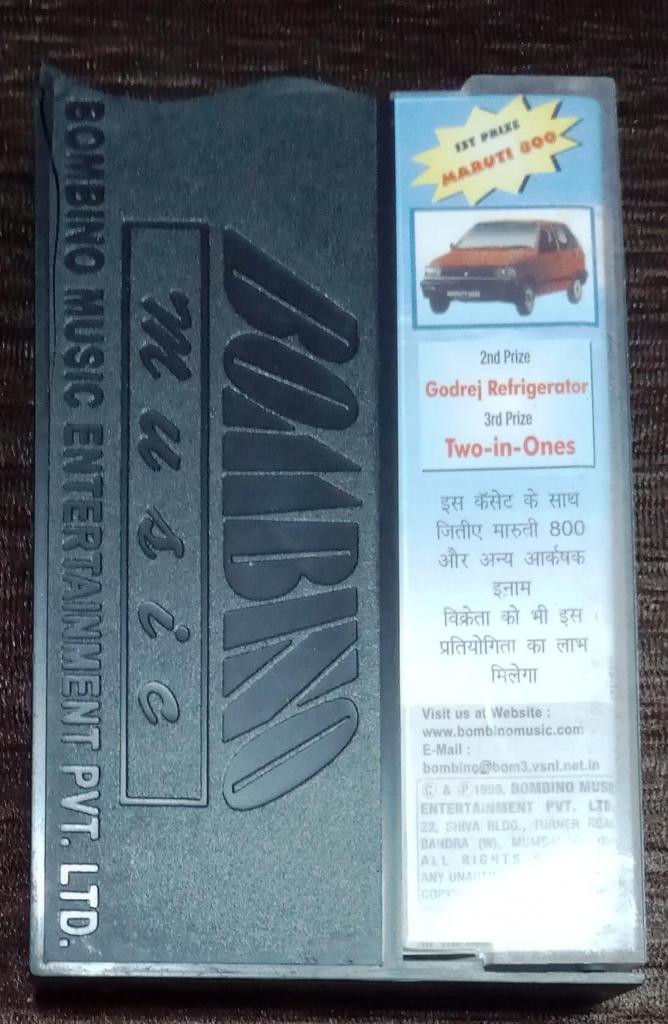 BOMBINO MUSIC ENTERTAINMENT PVT. LTD.
Music
BOMBINO
1ST PRIZE
MARUTI 800
2nd Prize
Godrej Refrigerator
3rd Prize
Two-in-Ones
इस कॅसेट के साथ
जितीए मारुती 800
और अन्य आर्कषक
इनाम
विक्रेता को भी इस
प्रतियोगिता का लाभ
मिलेगा
Visit us at Website :
www.bombinomusic.com
E-Mail :
bombino@bom3.vsnl.net.in
© & ℗ 1999, BOMBINO
ENTERTAINMENT PVT. LTD
22, SHIVA BLDG., TURNER
BANDRA (W),
ALL RIGHTS
ANY